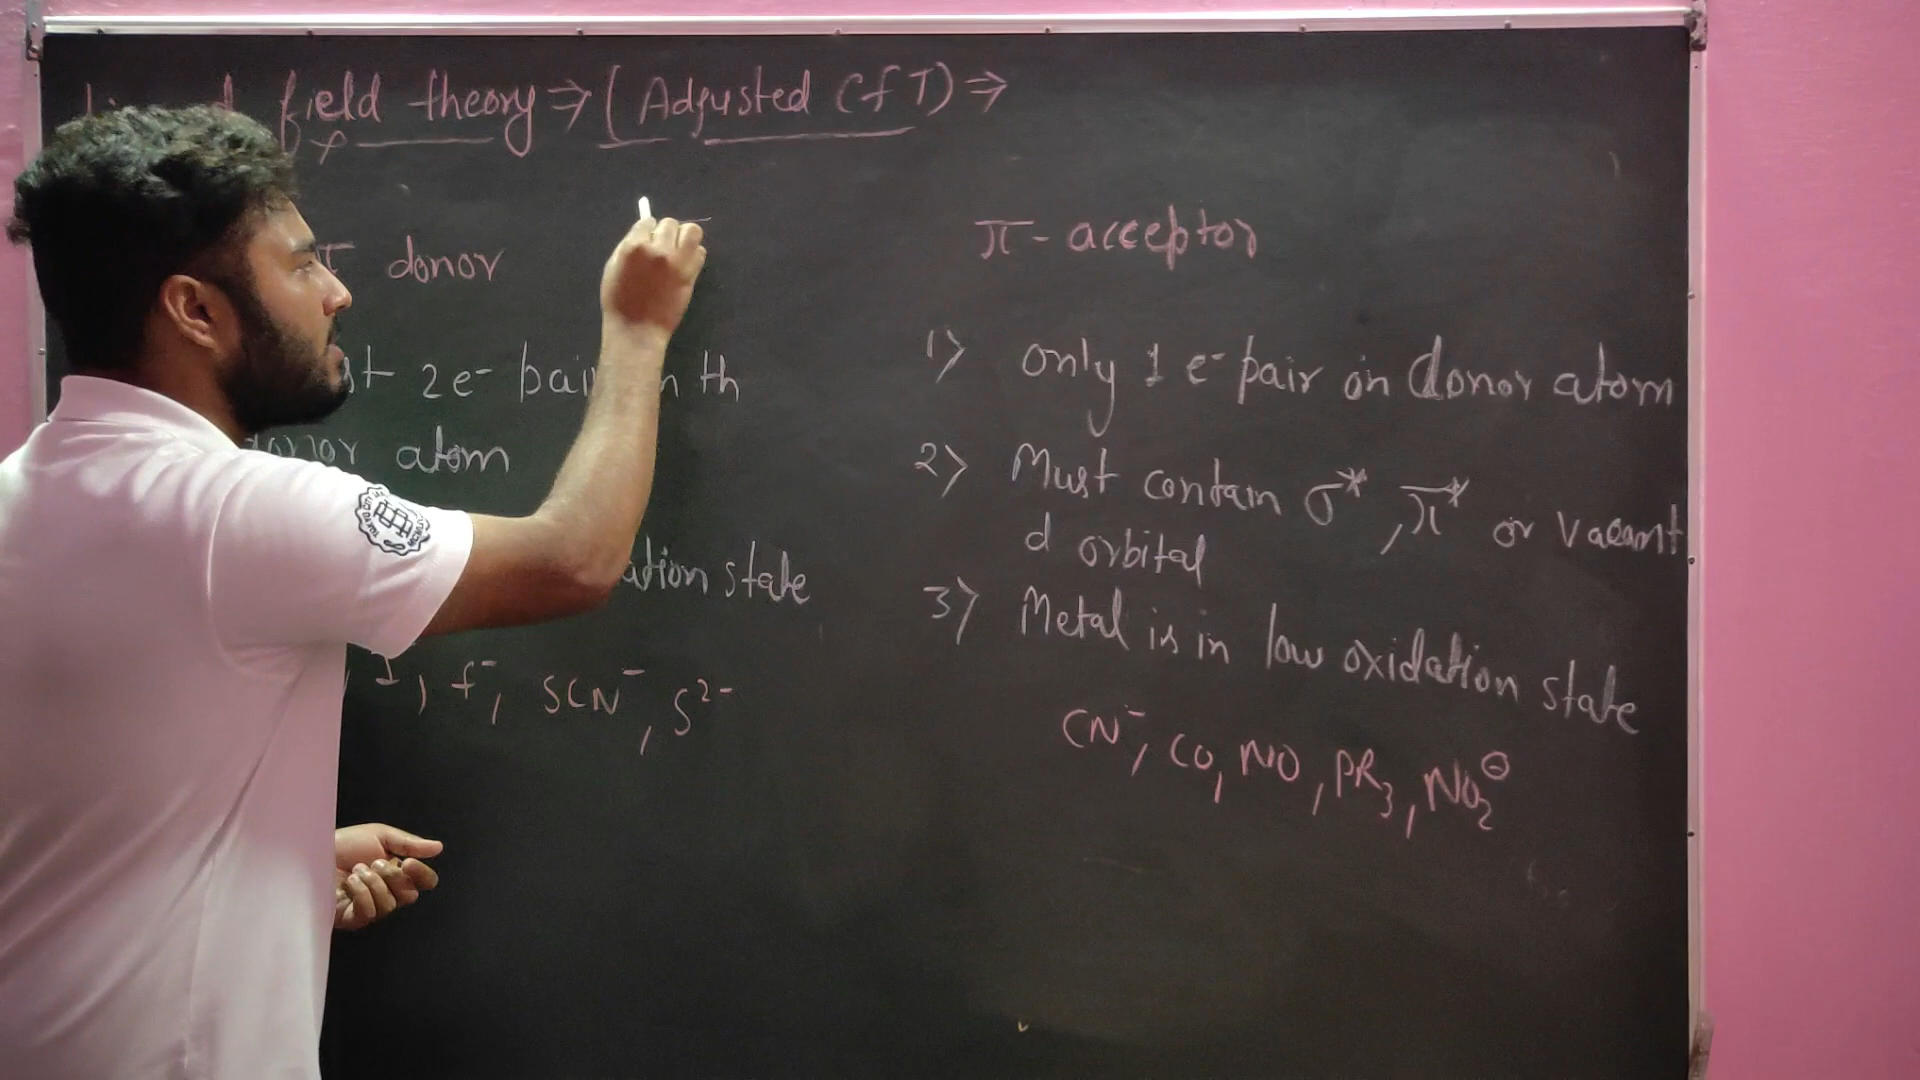 field theory ⇒ (Adjusted CfT) ⇒
π donor
2e⁻ pair th
donor atom
state
I⁻, f⁻, SCN⁻, S²⁻
π-acceptor
1) only 1 e⁻ pair on donor atom
2) Must contain σ*, π* or vacant
d orbital
3) Metal is in low oxidation state
CN⁻, CO, NO, PR₃, NO₂⊖